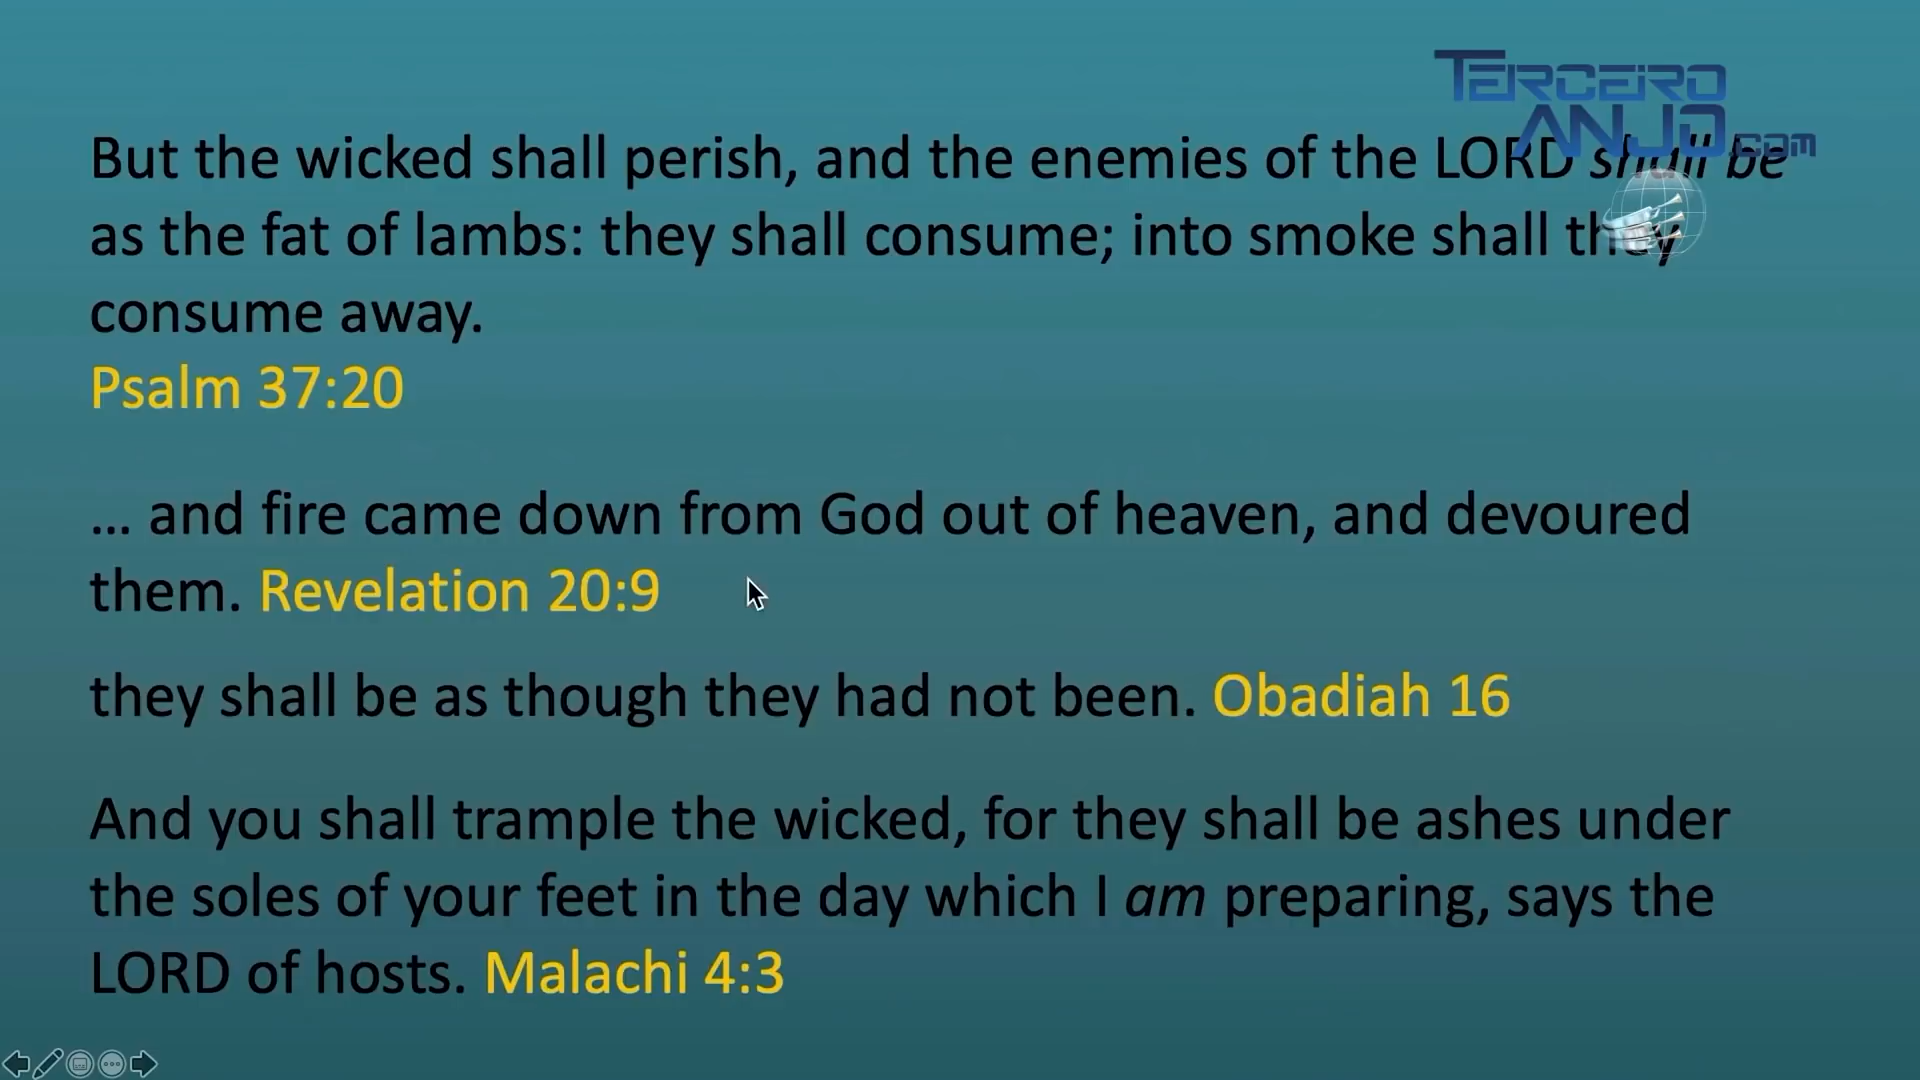 TERCEIRO
ANJO.com
But the wicked shall perish, and the enemies of the LORD shall be
as the fat of lambs: they shall consume; into smoke shall they
consume away.
Psalm 37:20
... and fire came down from God out of heaven, and devoured
them. Revelation 20:9
they shall be as though they had not been. Obadiah 16
And you shall trample the wicked, for they shall be ashes under
the soles of your feet in the day which I am preparing, says the
LORD of hosts. Malachi 4:3